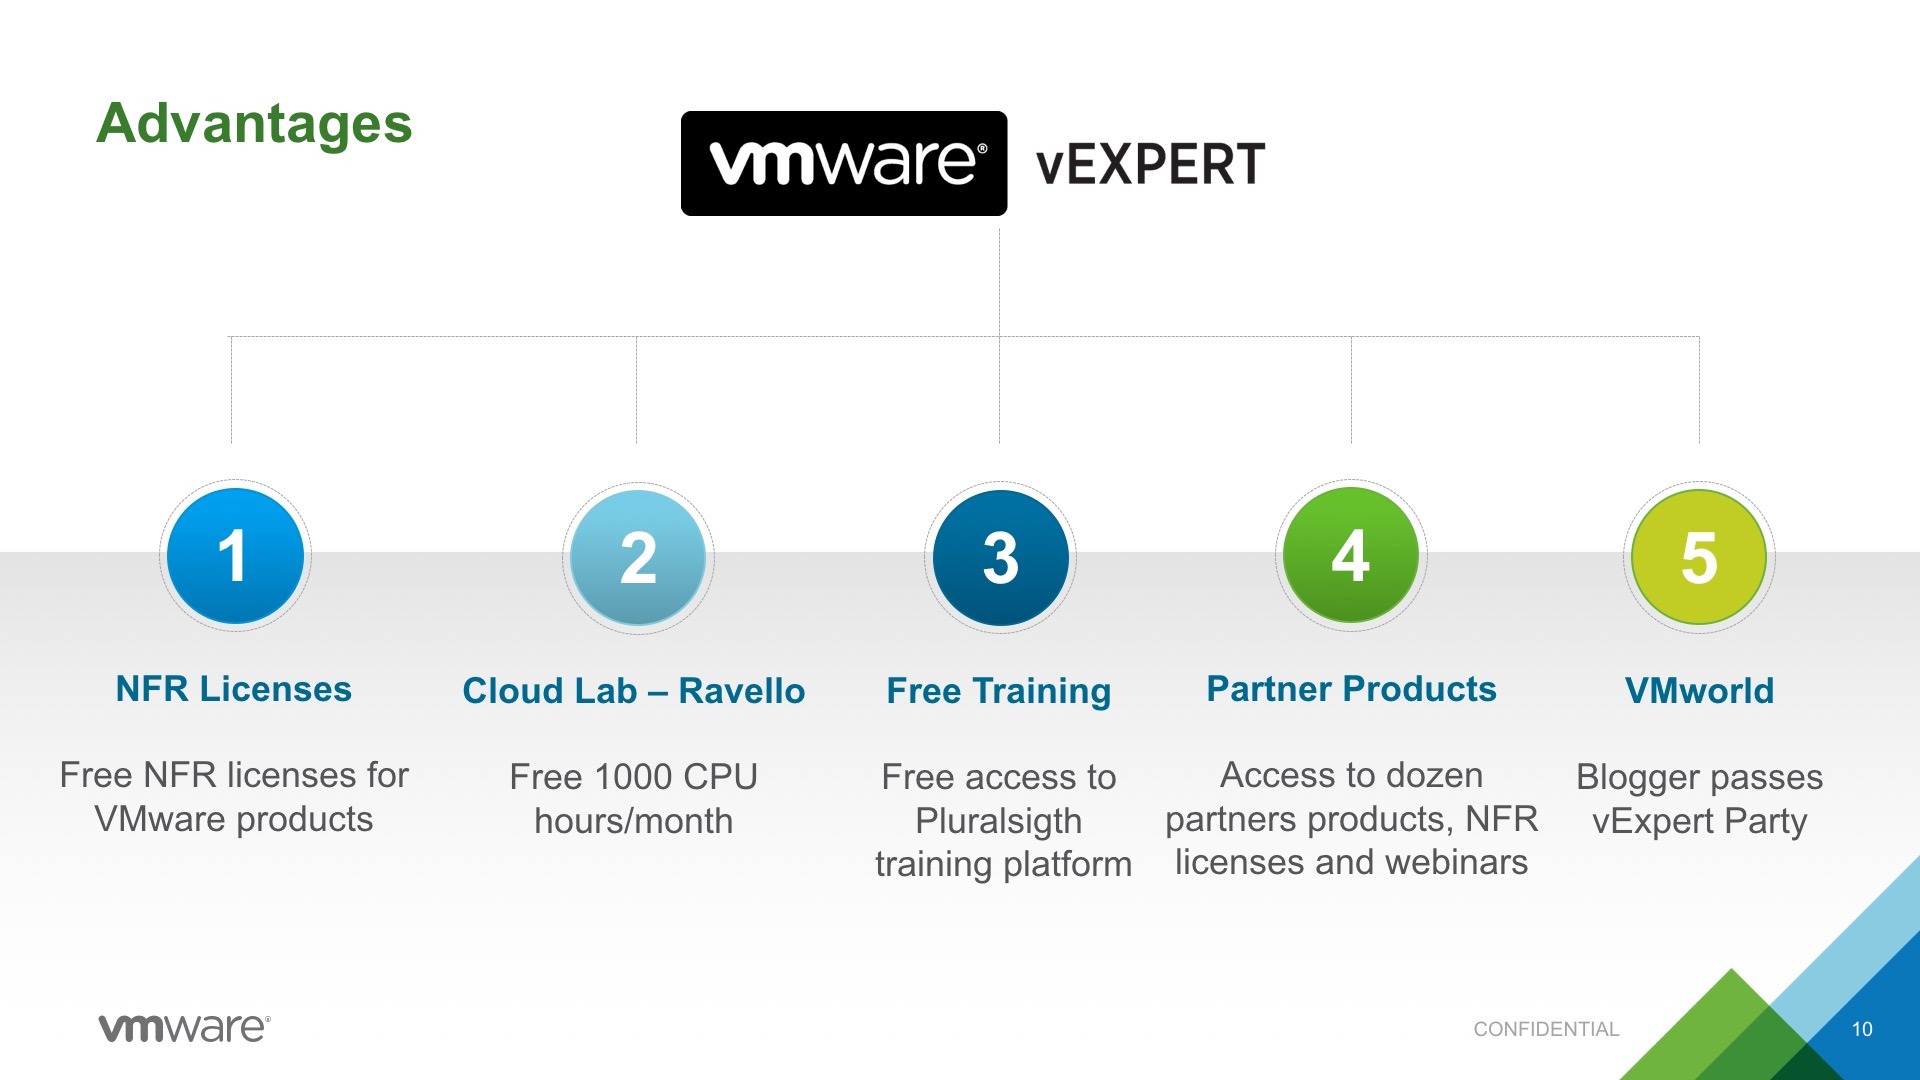 Advantages
vmware® vEXPERT
1
2
3
4
5
NFR Licenses
Free NFR licenses for
VMware products
Cloud Lab – Ravello
Free 1000 CPU
hours/month
Free Training
Free access to
Pluralsigth
training platform
Partner Products
Access to dozen
partners products, NFR
licenses and webinars
VMworld
Blogger passes
vExpert Party
vmware®
CONFIDENTIAL
10